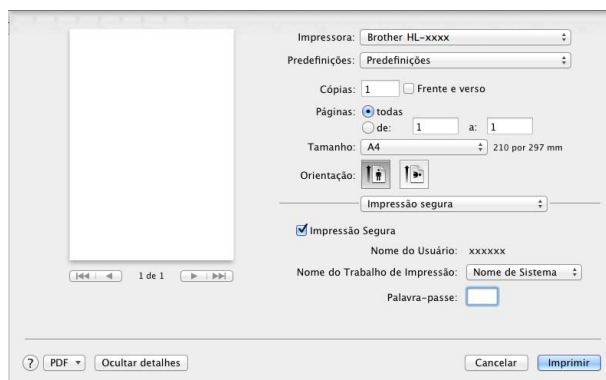 Impressora: Brother HL-xxxx
Predefinições: Predefinições
Cópias: 1 Frente e verso
Páginas: todas
de: 1 a: 1
Tamanho: A4 210 por 297 mm
Orientação:
Impressão segura
Impressão Segura
Nome do Usuário: xxxxxx
Nome do Trabalho de Impressão: Nome de Sistema
Palavra-passe:
1 de 1
? PDF Ocultar detalhes Cancelar Imprimir